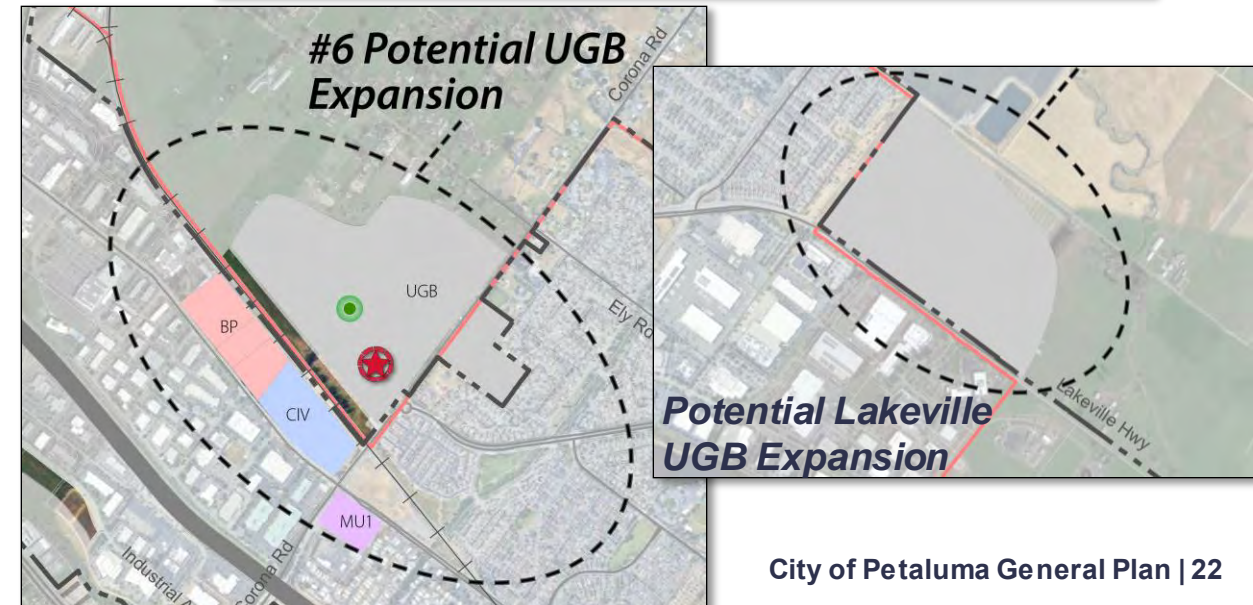 #6 Potential UGB
Expansion
Corona Rd
UGB
Ely Rd
BP
CIV
MU1
Corona Rd
Industrial A
Lakeville Hwy
Potential Lakeville
UGB Expansion
City of Petaluma General Plan | 22